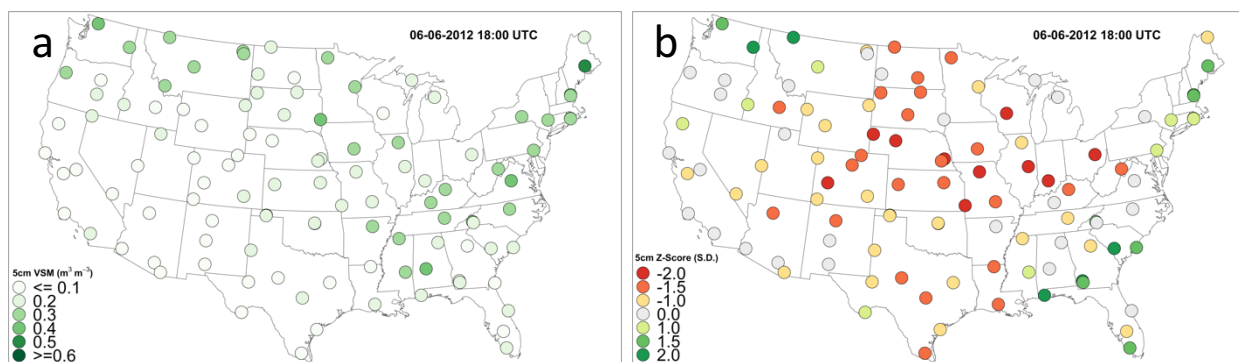 a
06-06-2012 18:00 UTC
5cm VSM (m³ m⁻³)
<= 0.1
0.2
0.3
0.4
0.5
>=0.6
b
06-06-2012 18:00 UTC
5cm Z-Score (S.D.)
-2.0
-1.5
-1.0
0.0
1.0
1.5
2.0